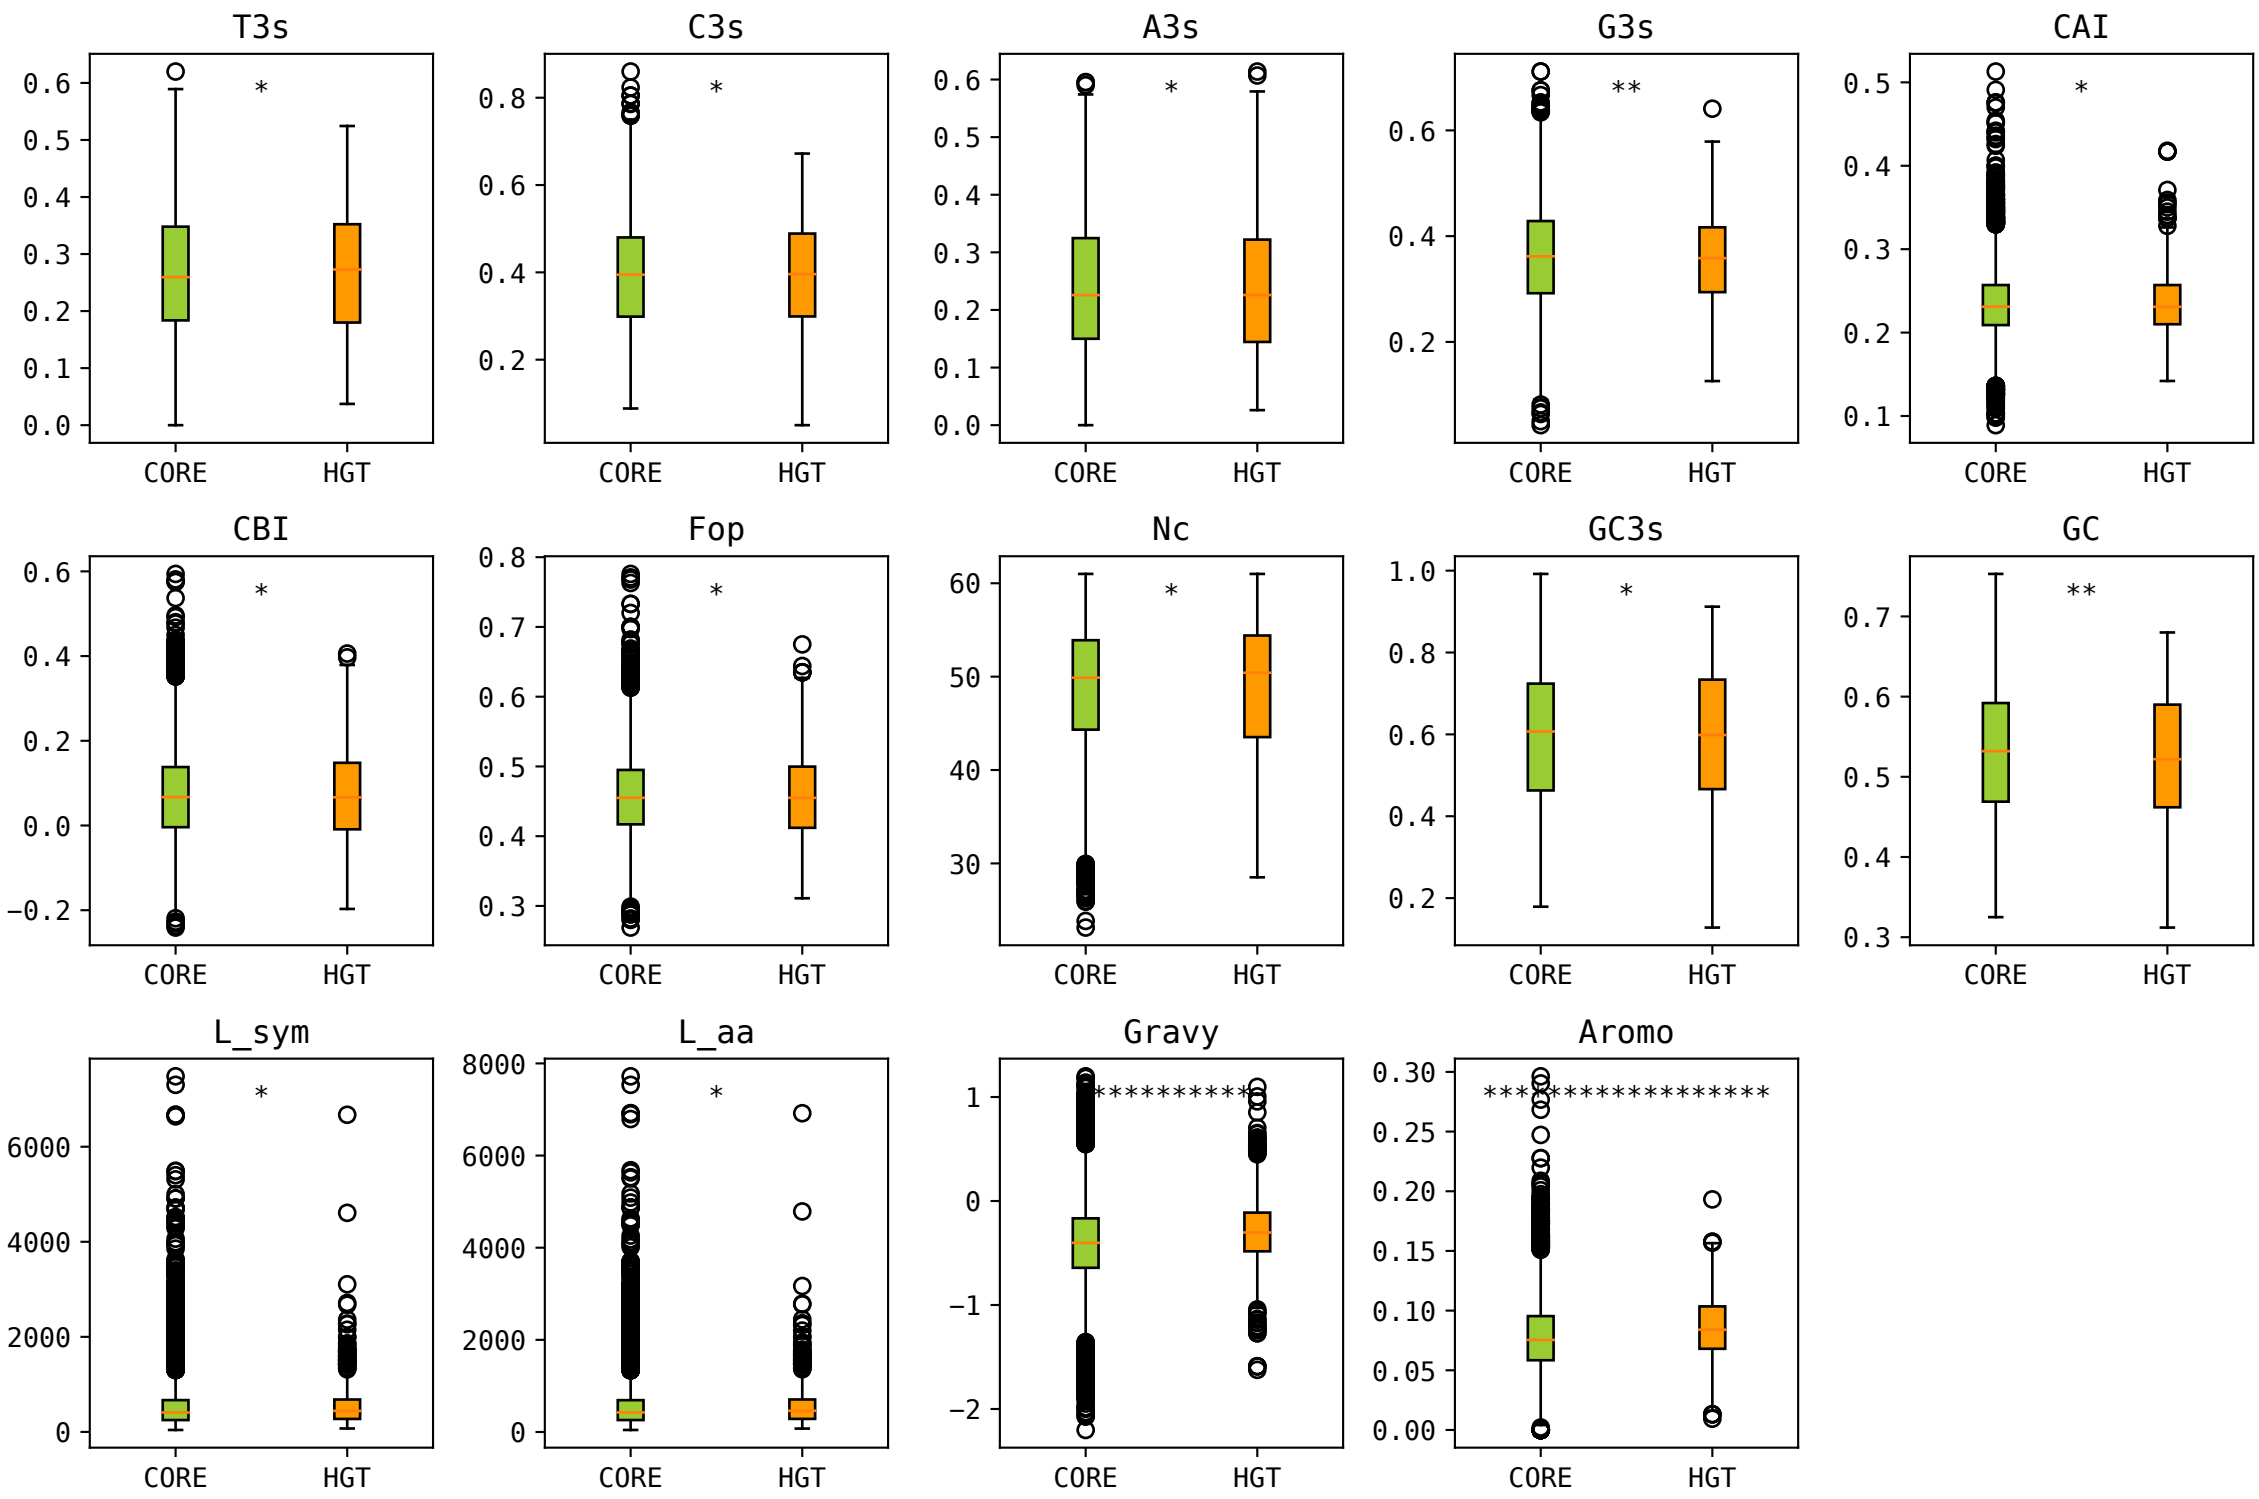 T3s
*
0.6
0.5
0.4
0.3
0.2
0.1
0.0
CORE HGT
C3s
*
0.8
0.6
0.4
0.2
CORE HGT
A3s
*
0.6
0.5
0.4
0.3
0.2
0.1
0.0
CORE HGT
G3s
**
0.6
0.4
0.2
CORE HGT
CAI
*
0.5
0.4
0.3
0.2
0.1
CORE HGT
CBI
*
0.6
0.4
0.2
0.0
−0.2
CORE HGT
Fop
*
0.8
0.7
0.6
0.5
0.4
0.3
CORE HGT
Nc
*
60
50
40
30
CORE HGT
GC3s
*
1.0
0.8
0.6
0.4
0.2
CORE HGT
GC
**
0.7
0.6
0.5
0.4
0.3
CORE HGT
L_sym
*
6000
4000
2000
0
CORE HGT
L_aa
*
8000
6000
4000
2000
0
CORE HGT
Gravy
1
0
−1
−2
CORE HGT
Aromo
0.30
0.25
0.20
0.15
0.10
0.05
0.00
CORE HGT